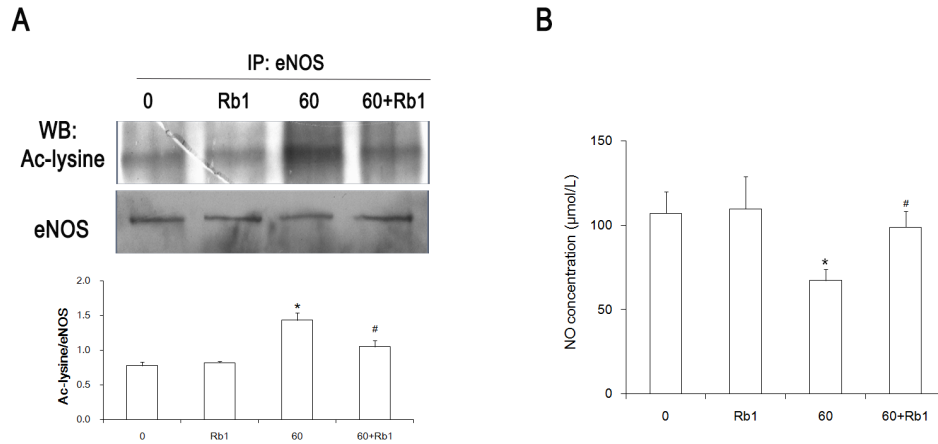 A
IP: eNOS
0 Rb1 60 60+Rb1
WB:
Ac-lysine
eNOS
Ac-lysine/eNOS
2.0
1.5
1.0
0.5
0.0
*
#
0 Rb1 60 60+Rb1
B
NO concentration (µmol/L)
150
100
50
0
*
#
0 Rb1 60 60+Rb1